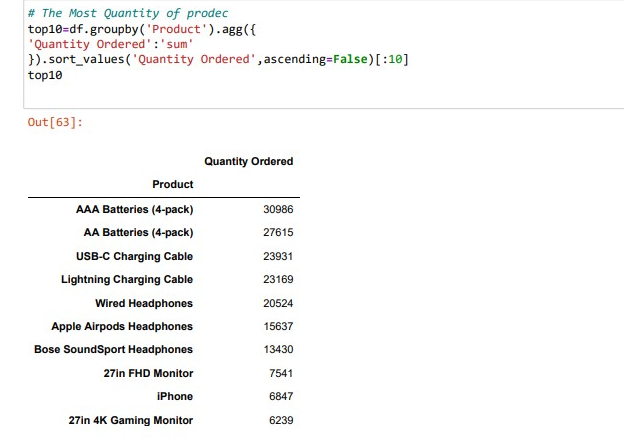 # The Most Quantity of prodec
top10=df.groupby('Product').agg({
'Quantity Ordered':'sum'
}).sort_values('Quantity Ordered',ascending=False)[:10]
top10
Out[63]:
Quantity Ordered
Product
AAA Batteries (4-pack) 30986
AA Batteries (4-pack) 27615
USB-C Charging Cable 23931
Lightning Charging Cable 23169
Wired Headphones 20524
Apple Airpods Headphones 15637
Bose SoundSport Headphones 13430
27in FHD Monitor 7541
iPhone 6847
27in 4K Gaming Monitor 6239